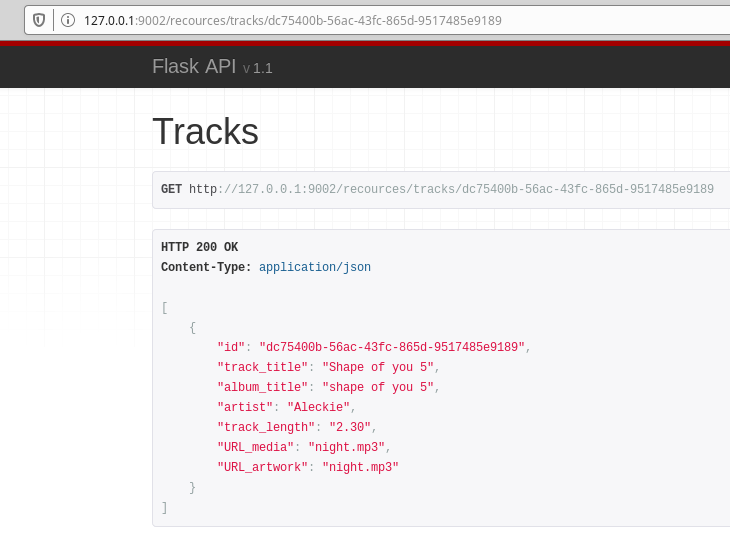 127.0.0.1:9002/recources/tracks/dc75400b-56ac-43fc-865d-9517485e9189
Flask API v 1.1
Tracks
GET http://127.0.0.1:9002/recources/tracks/dc75400b-56ac-43fc-865d-9517485e9189
HTTP 200 OK
Content-Type: application/json
[
    {
        "id": "dc75400b-56ac-43fc-865d-9517485e9189",
        "track_title": "Shape of you 5",
        "album_title": "shape of you 5",
        "artist": "Aleckie",
        "track_length": "2.30",
        "URL_media": "night.mp3",
        "URL_artwork": "night.mp3"
    }
]